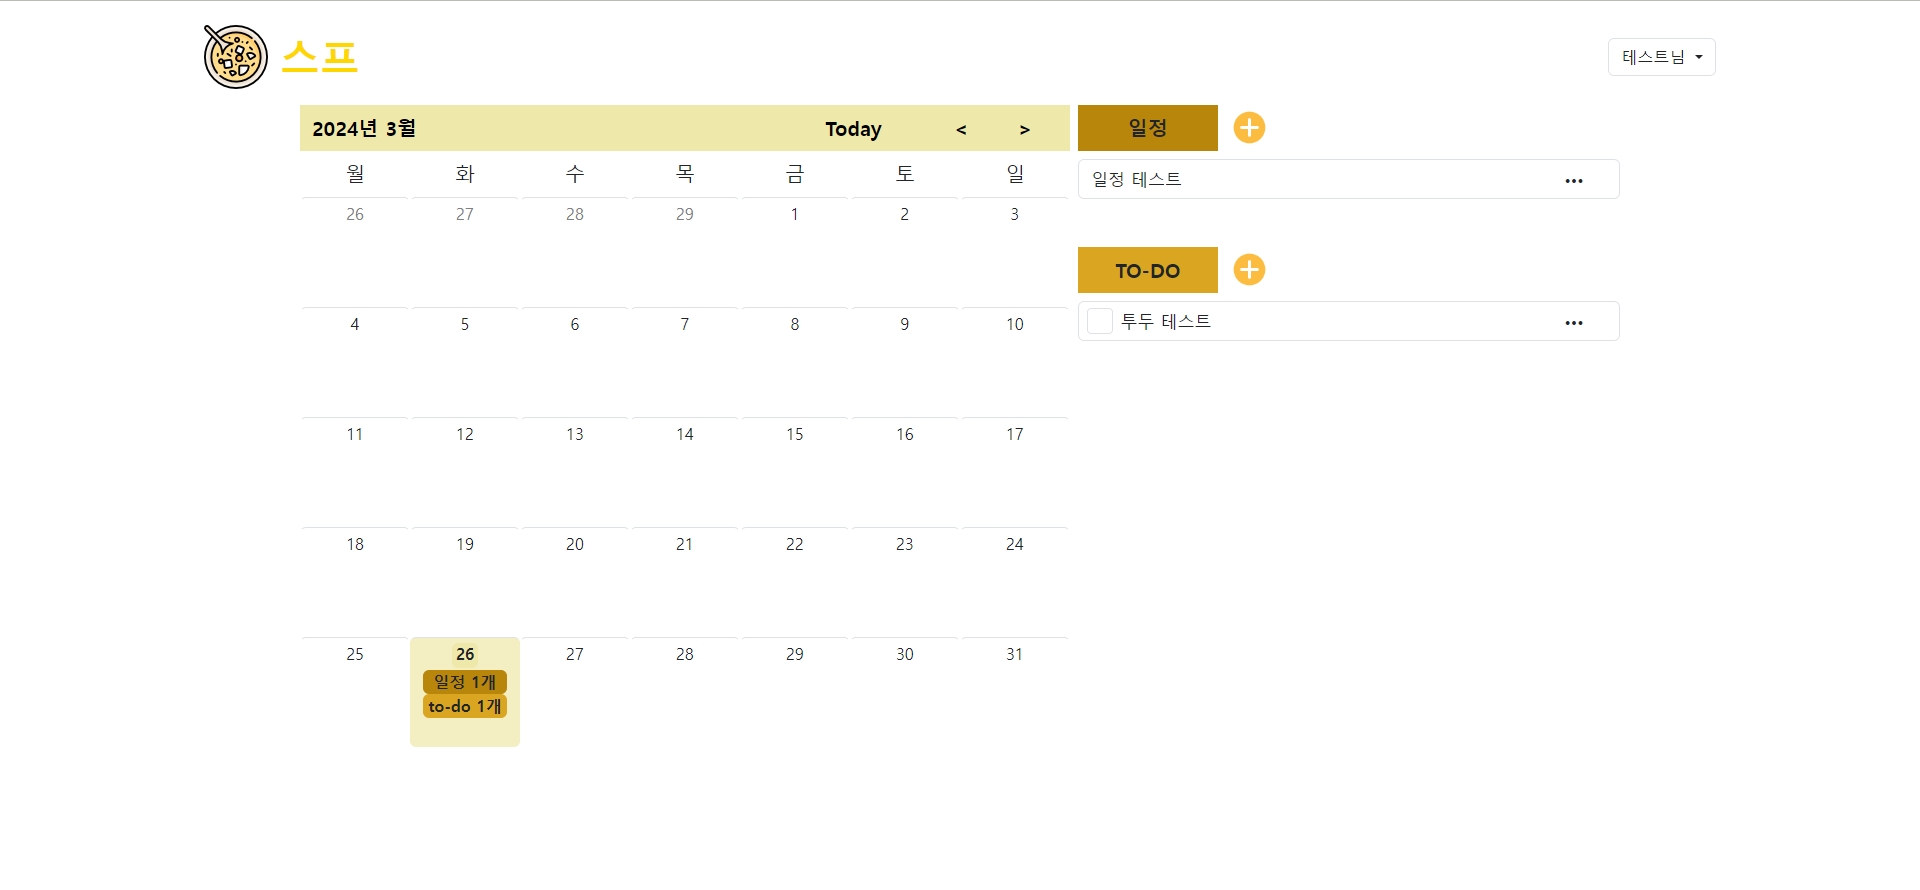 스프
테스트님
2024년 3월 Today < >
월 화 수 목 금 토 일
26 27 28 29 1 2 3
4 5 6 7 8 9 10
11 12 13 14 15 16 17
18 19 20 21 22 23 24
25 26 27 28 29 30 31
일정 1개
to-do 1개
일정
일정 테스트
TO-DO
투두 테스트